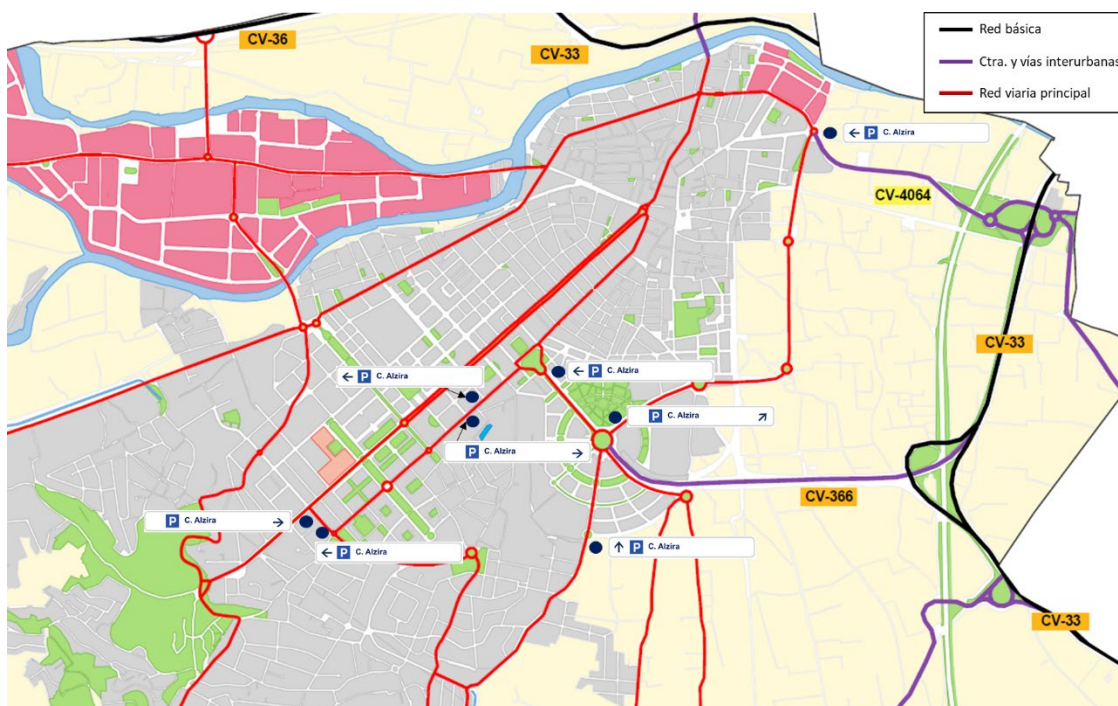 CV-36
CV-33
Red básica
Ctra. y vías interurbanas
Red viaria principal
← P C. Alzira
CV-4064
CV-33
← P C. Alzira
← P C. Alzira
P C. Alzira ↗
P C. Alzira →
CV-366
P C. Alzira →
← P C. Alzira
↑ P C. Alzira
CV-33